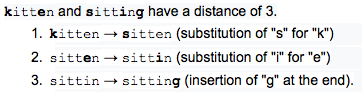 kitten and sitting have a distance of 3.
1. kitten → sitten (substitution of "s" for "k")
2. sitten → sittin (substitution of "i" for "e")
3. sittin → sitting (insertion of "g" at the end).